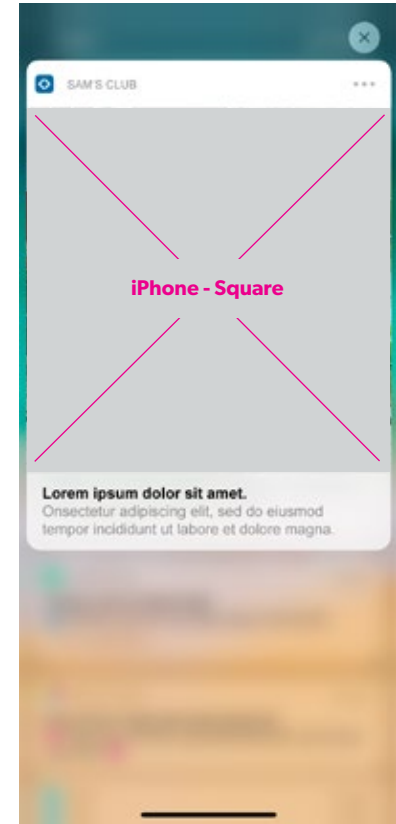 SAM'S CLUB
iPhone - Square
Lorem ipsum dolor sit amet.
Onsectetur adipiscing elit, sed do eiusmod
tempor incididunt ut labore et dolore magna.